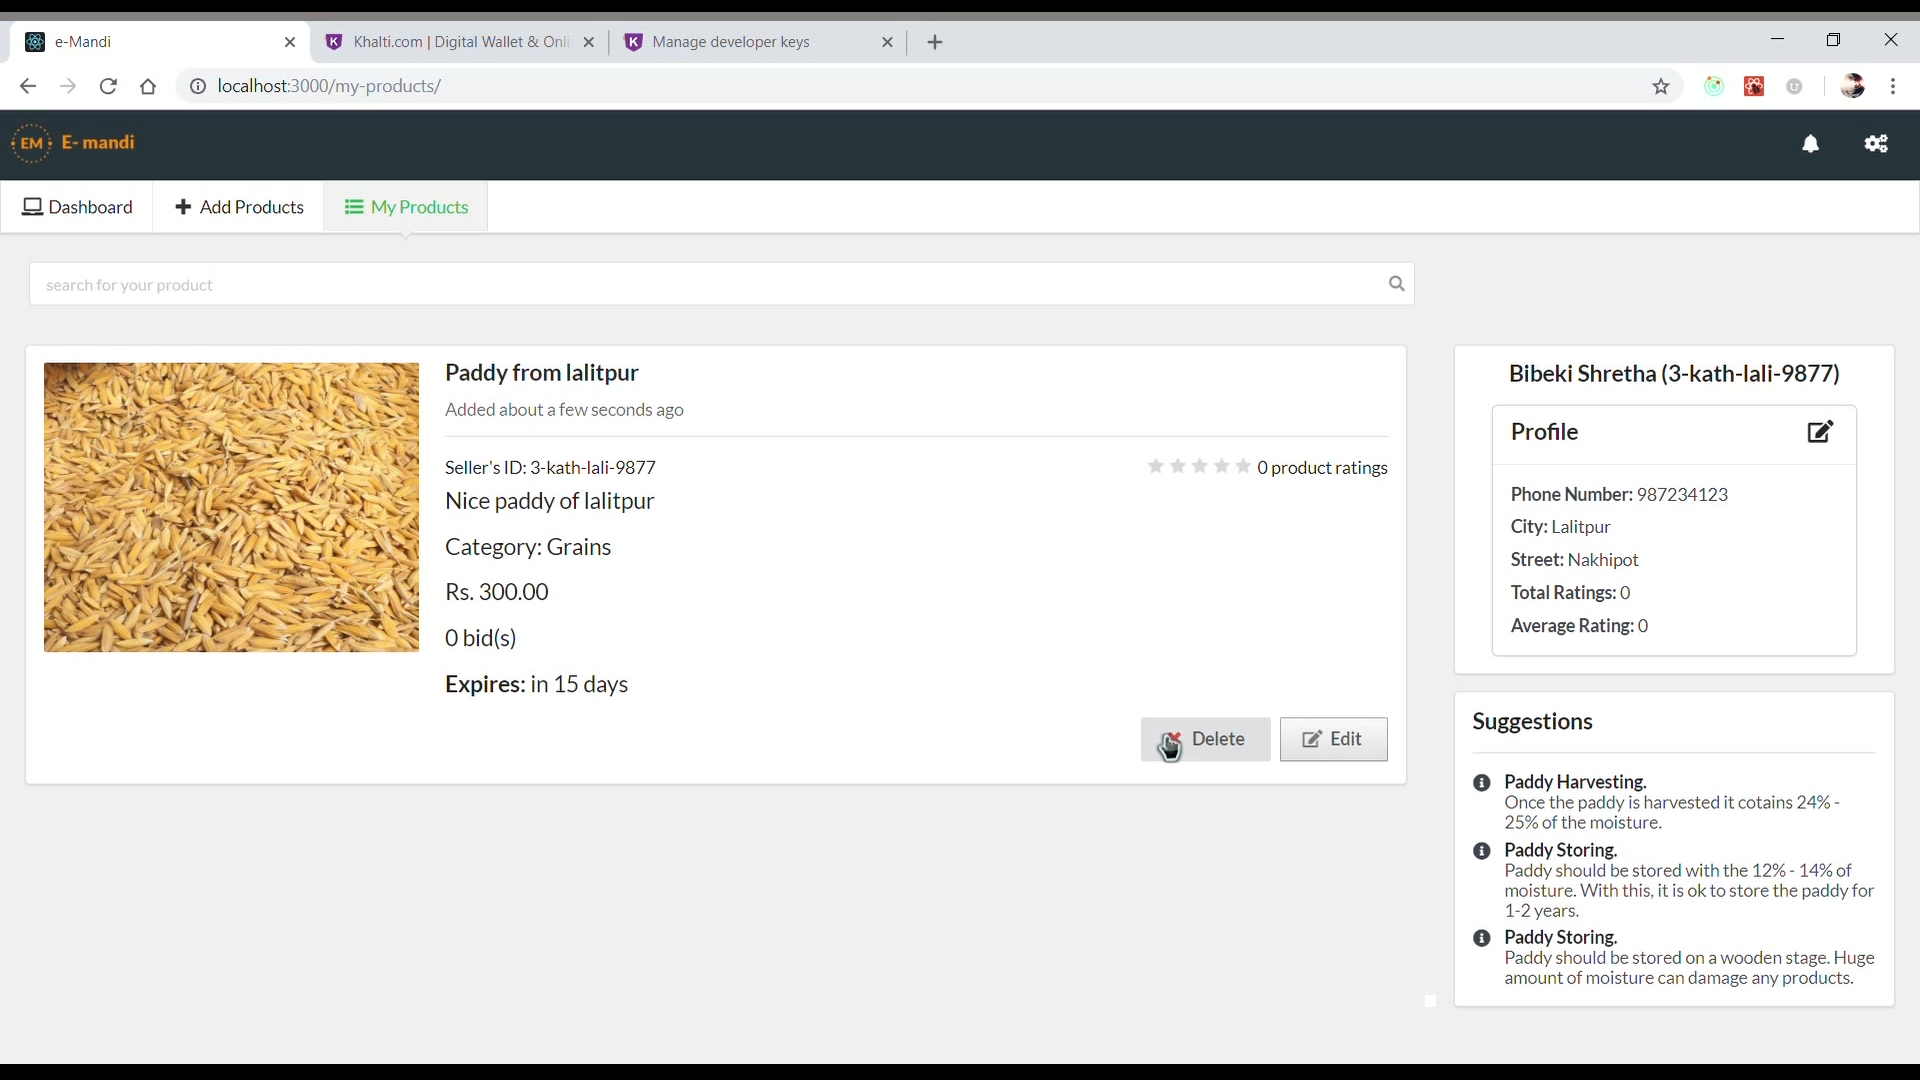 e-Mandi
Khalti.com | Digital Wallet & Onli
Manage developer keys
localhost:3000/my-products/
EM
E- mandi
Dashboard
Add Products
My Products
search for your product
Paddy from lalitpur
Added about a few seconds ago
Seller's ID: 3-kath-lali-9877
0 product ratings
Nice paddy of lalitpur
Category: Grains
Rs. 300.00
0 bid(s)
Expires: in 15 days
Delete
Edit
Bibeki Shretha (3-kath-lali-9877)
Profile
Phone Number: 987234123
City: Lalitpur
Street: Nakhipot
Total Ratings: 0
Average Rating: 0
Suggestions
Paddy Harvesting.
Once the paddy is harvested it cotains 24% -
25% of the moisture.
Paddy Storing.
Paddy should be stored with the 12% - 14% of
moisture. With this, it is ok to store the paddy for
1-2 years.
Paddy Storing.
Paddy should be stored on a wooden stage. Huge
amount of moisture can damage any products.